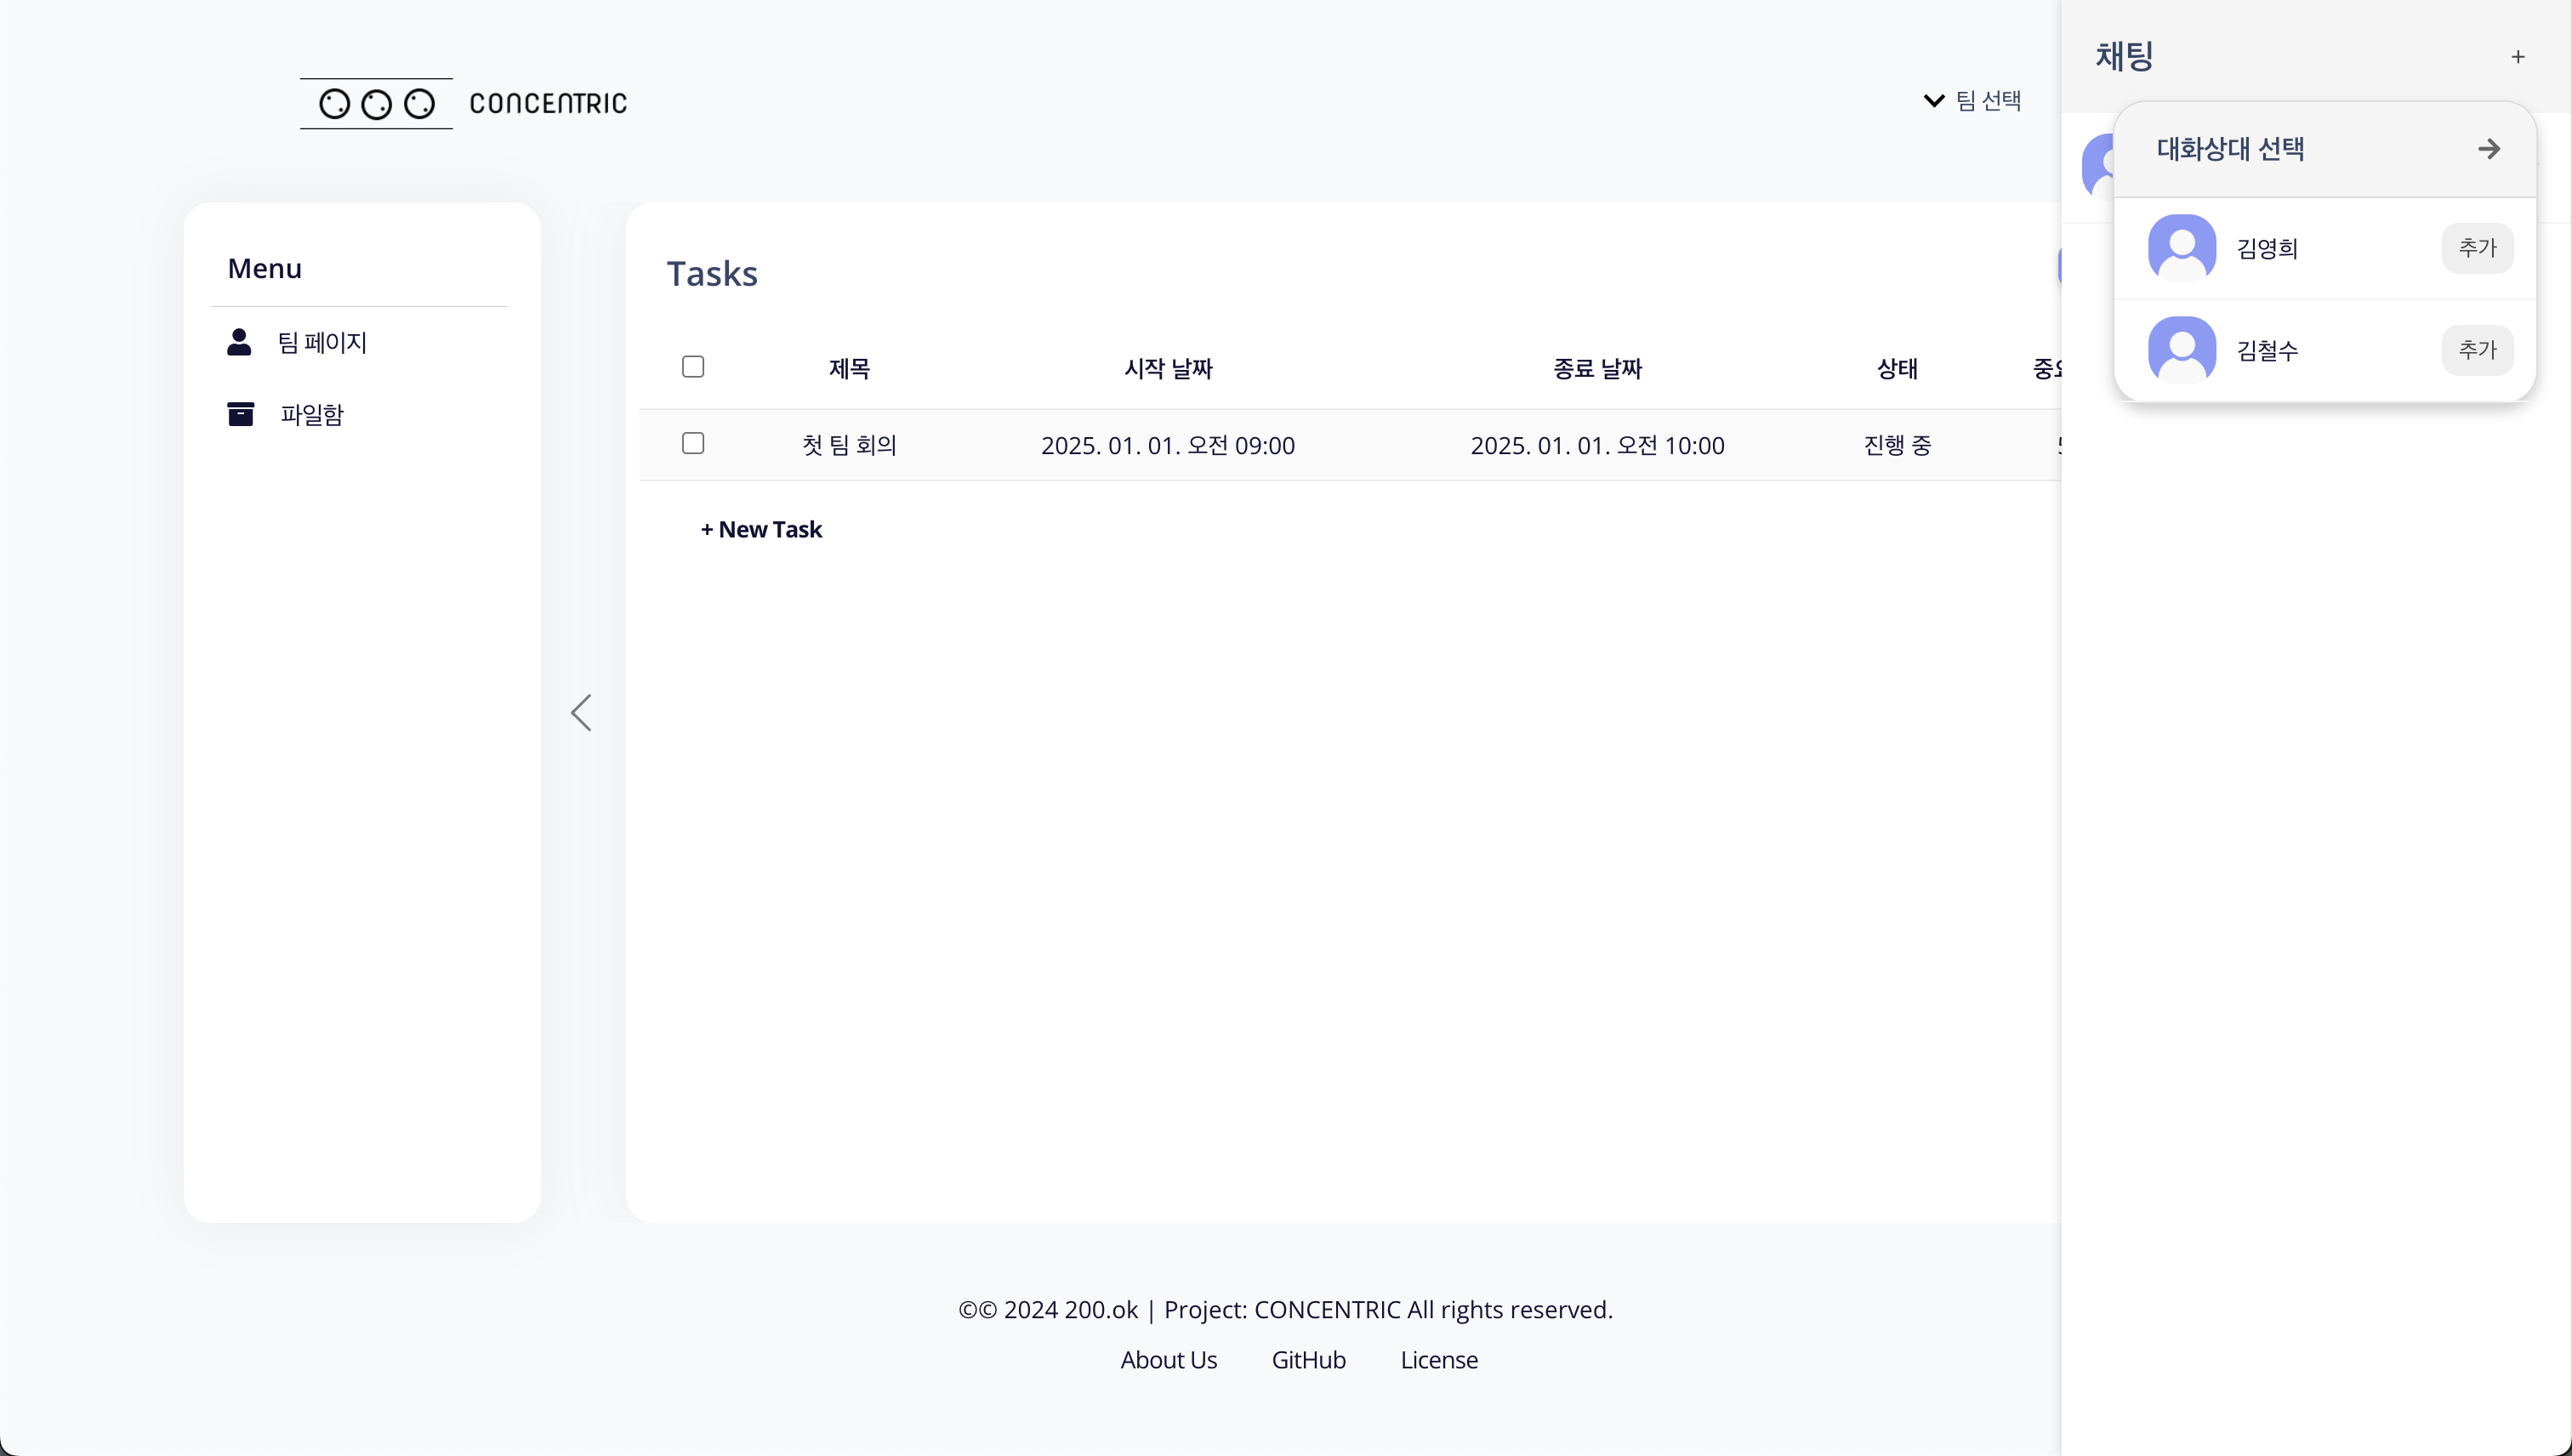 CONCENTRIC
팀 선택
Menu
팀 페이지
파일함
Tasks
제목 시작 날짜 종료 날짜 상태
첫 팀 회의 2025. 01. 01. 오전 09:00 2025. 01. 01. 오전 10:00 진행 중
+ New Task
채팅 +
대화상대 선택
김영희 추가
김철수 추가
©© 2024 200.ok | Project: CONCENTRIC All rights reserved.
About Us GitHub License